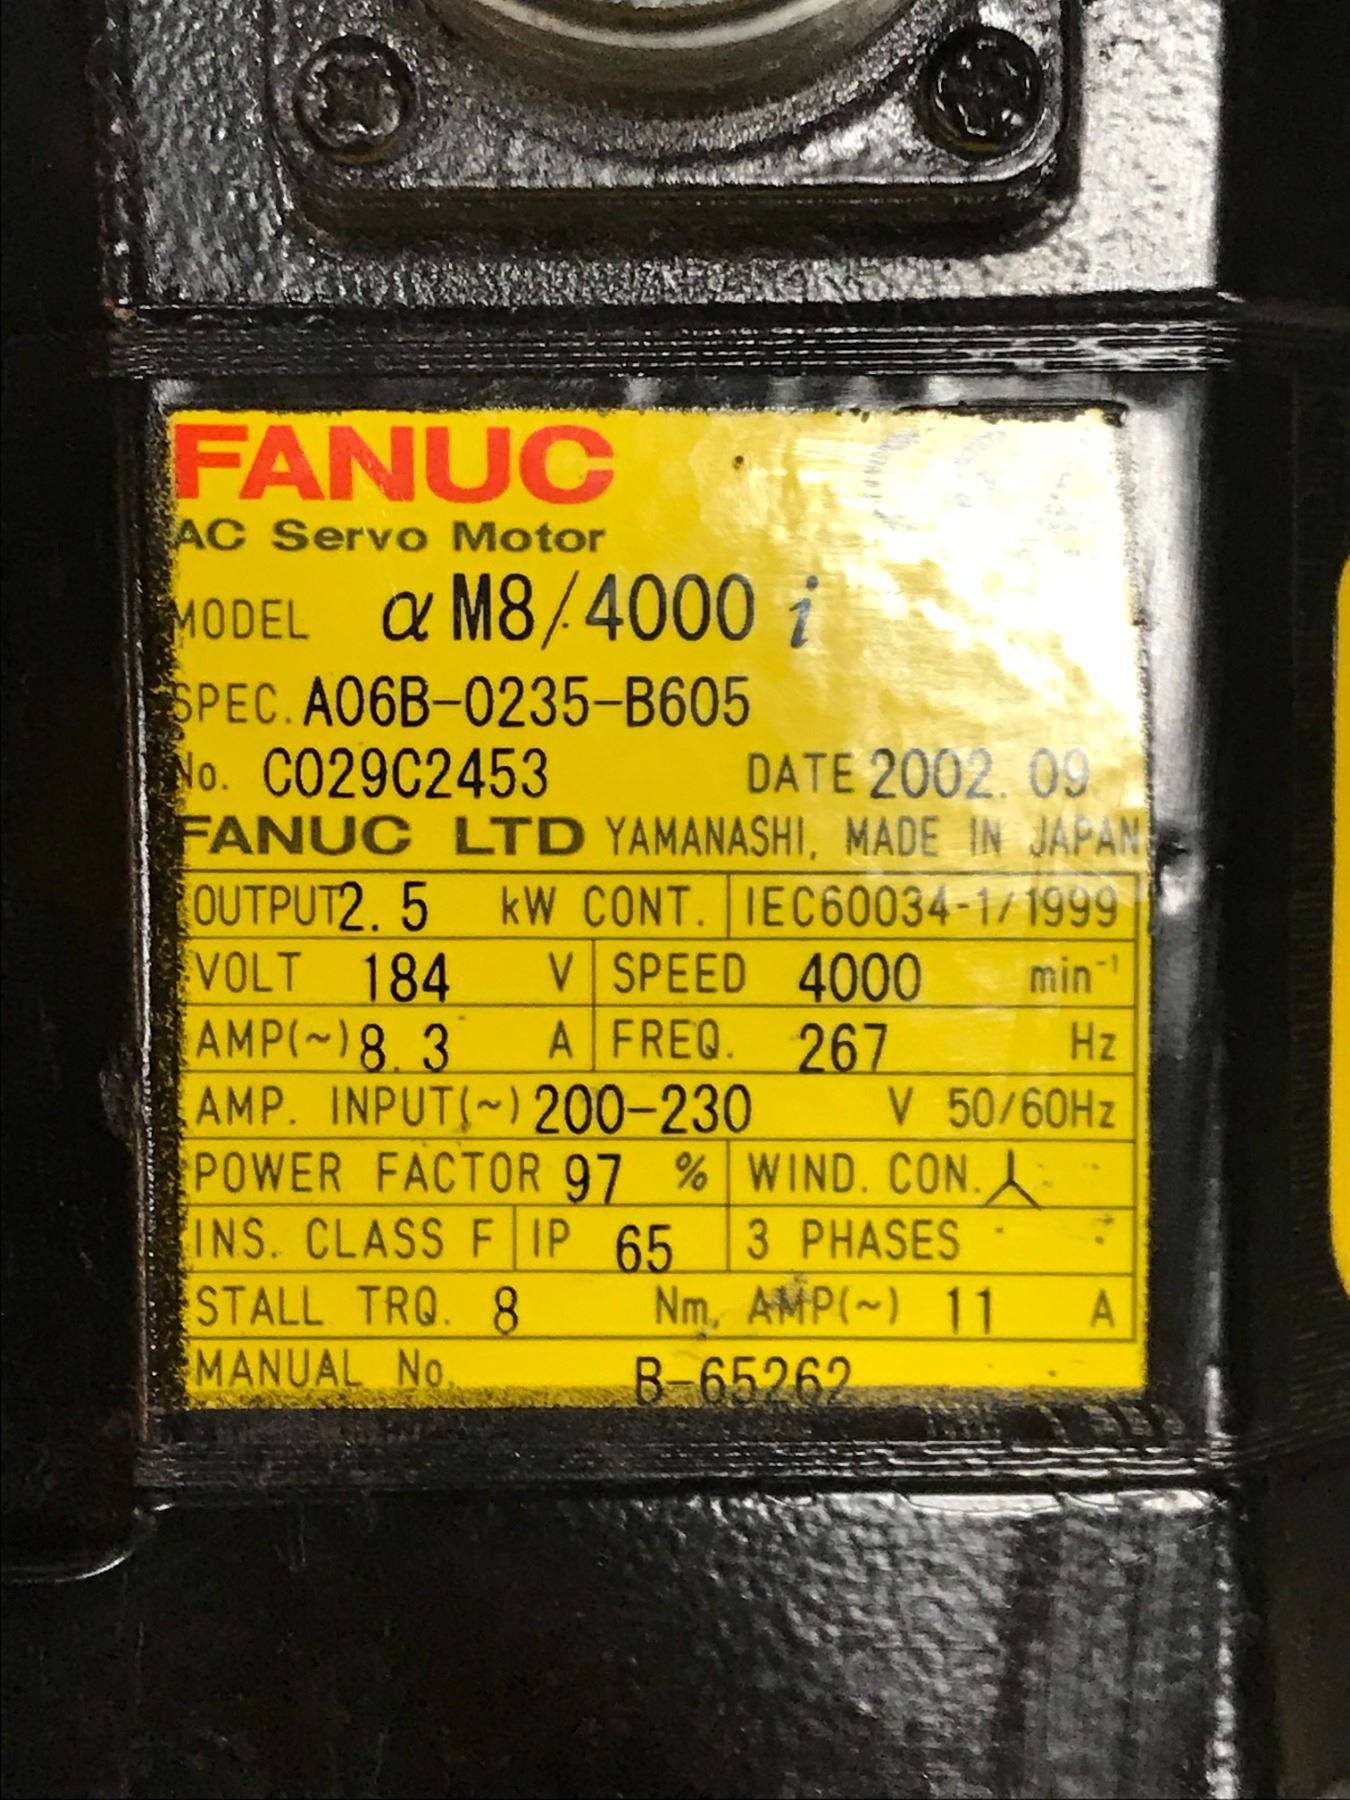 FANUC
AC Servo Motor
MODEL α M8/4000 i
SPEC. A06B-0235-B605
No. C029C2453 DATE 2002. 09
FANUC LTD YAMANASHI, MADE IN JAPAN
OUTPUT 2. 5 kW CONT. IEC60034-1/1999
VOLT 184 V SPEED 4000 min⁻¹
AMP(~) 8. 3 A FREQ. 267 Hz
AMP. INPUT(~) 200-230 V 50/60Hz
POWER FACTOR 97 % WIND. CON.
INS. CLASS F IP 65 3 PHASES
STALL TRQ. 8 Nm, AMP(~) 11 A
MANUAL No. B-65262